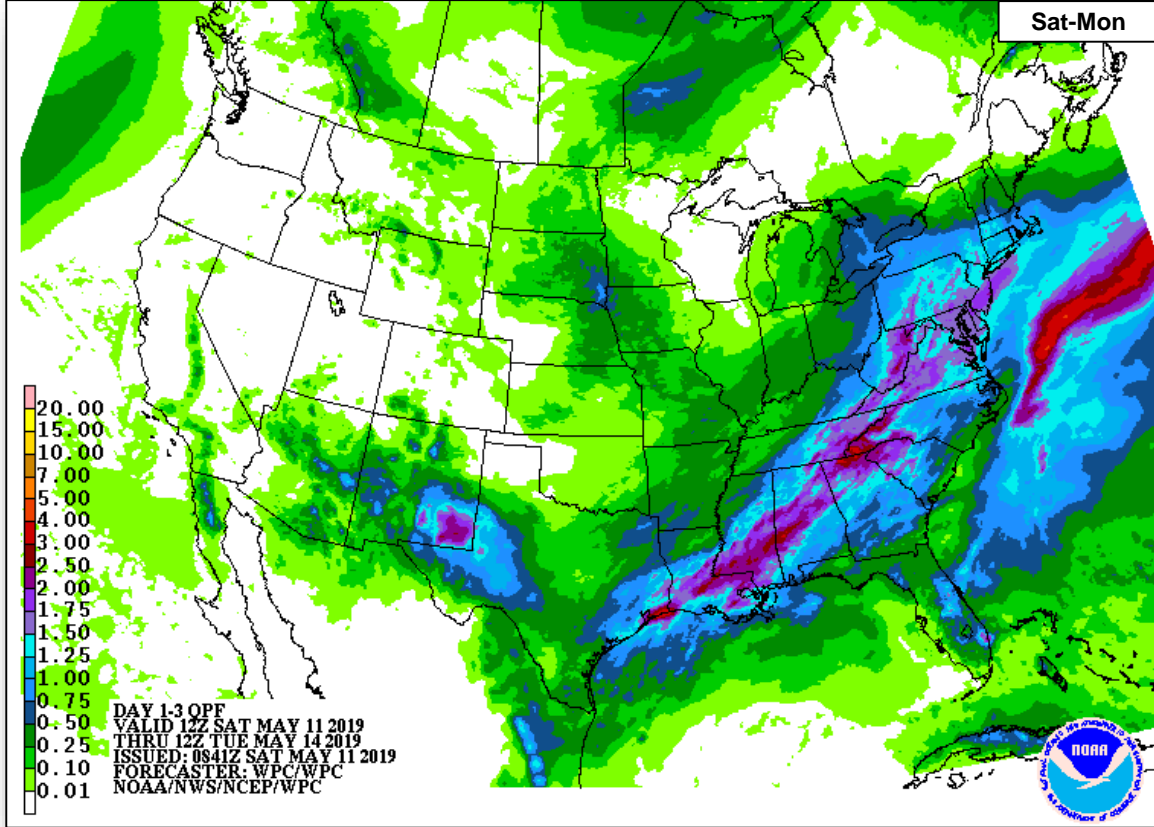 Sat-Mon
20.00
15.00
10.00
7.00
5.00
4.00
3.00
2.50
2.00
1.75
1.50
1.25
1.00
0.75
0.50
0.25
0.10
0.01
DAY 1-3 QPF
VALID 12Z SAT MAY 11 2019
THRU 12Z TUE MAY 14 2019
ISSUED: 0841Z SAT MAY 11 2019
FORECASTER: WPC/WPC
NOAA/NWS/NCEP/WPC
NOAA